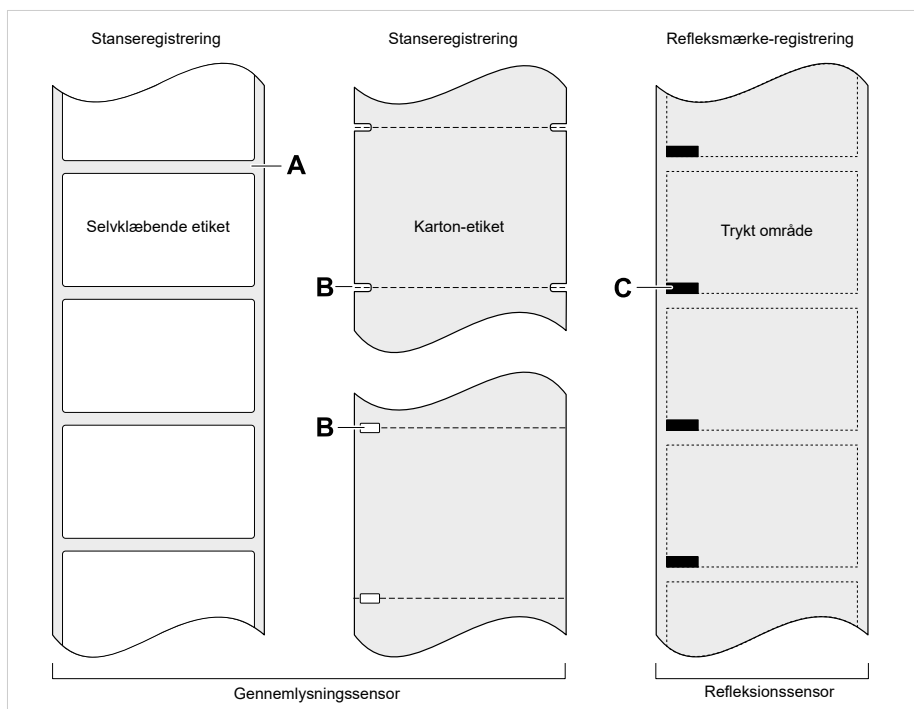 Stanseregistrering
Stanseregistrering
Refleksmærke-registrering
A
Selvklæbende etiket
Karton-etiket
Trykt område
B
C
B
Gennemlysningssensor
Refleksionssensor